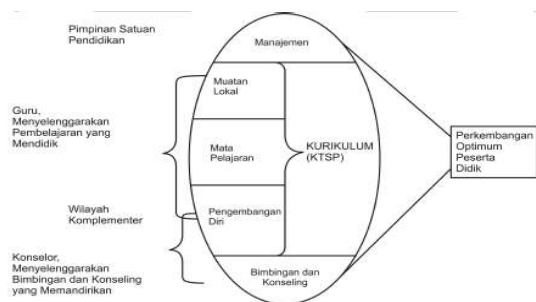 Pimpinan Satuan
Pendidikan
Manajemen
Muatan
Lokal
Guru,
Menyelenggarakan
Pembelajaran yang
Mendidik
Mata
Pelajaran
KURIKULUM
(KTSP)
Perkembangan
Optimum
Peserta
Didik
Wilayah
Komplementer
Pengembangan
Diri
Konselor,
Menyelenggarakan
Bimbingan dan Konseling
yang Memandirikan
Bimbingan dan
Konseling